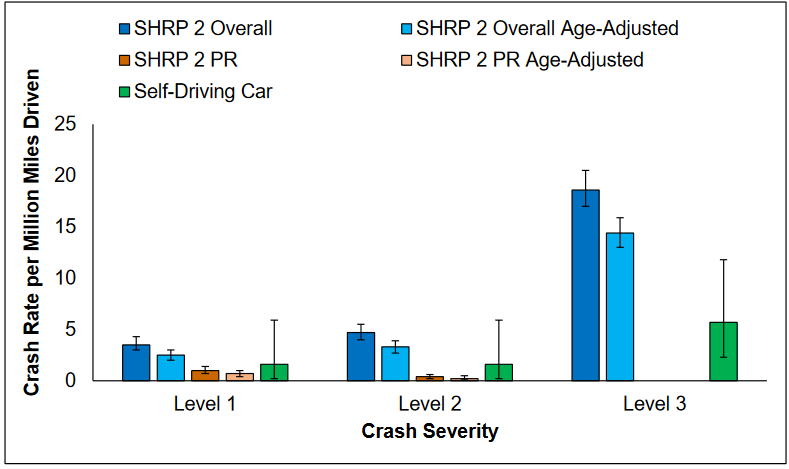 SHRP 2 Overall
SHRP 2 Overall Age-Adjusted
SHRP 2 PR
SHRP 2 PR Age-Adjusted
Self-Driving Car
Crash Rate per Million Miles Driven
25
20
15
10
5
0
Level 1
Level 2
Level 3
Crash Severity